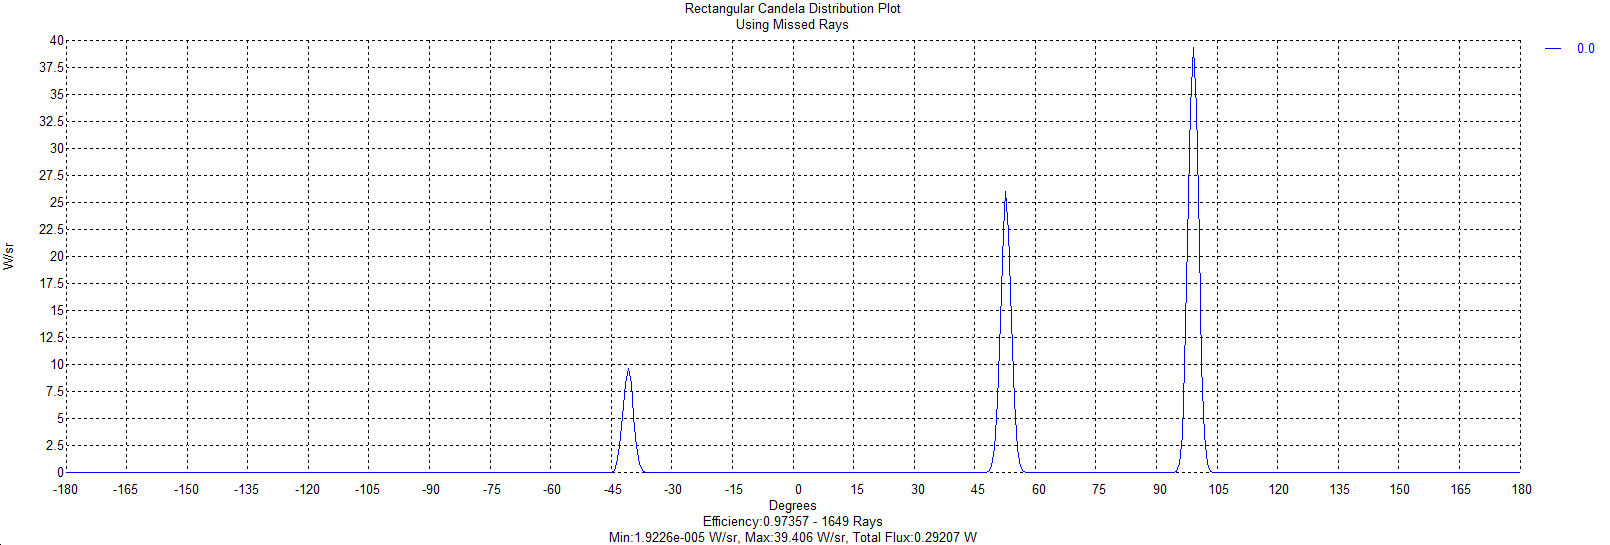 Rectangular Candela Distribution Plot
Using Missed Rays
0.0
40
37.5
35
32.5
30
27.5
25
22.5
20
17.5
15
12.5
10
7.5
5
2.5
0
W/sr
-180 -165 -150 -135 -120 -105 -90 -75 -60 -45 -30 -15 0 15 30 45 60 75 90 105 120 135 150 165 180
Degrees
Efficiency:0.97357 - 1649 Rays
Min:1.9226e-005 W/sr, Max:39.406 W/sr, Total Flux:0.29207 W